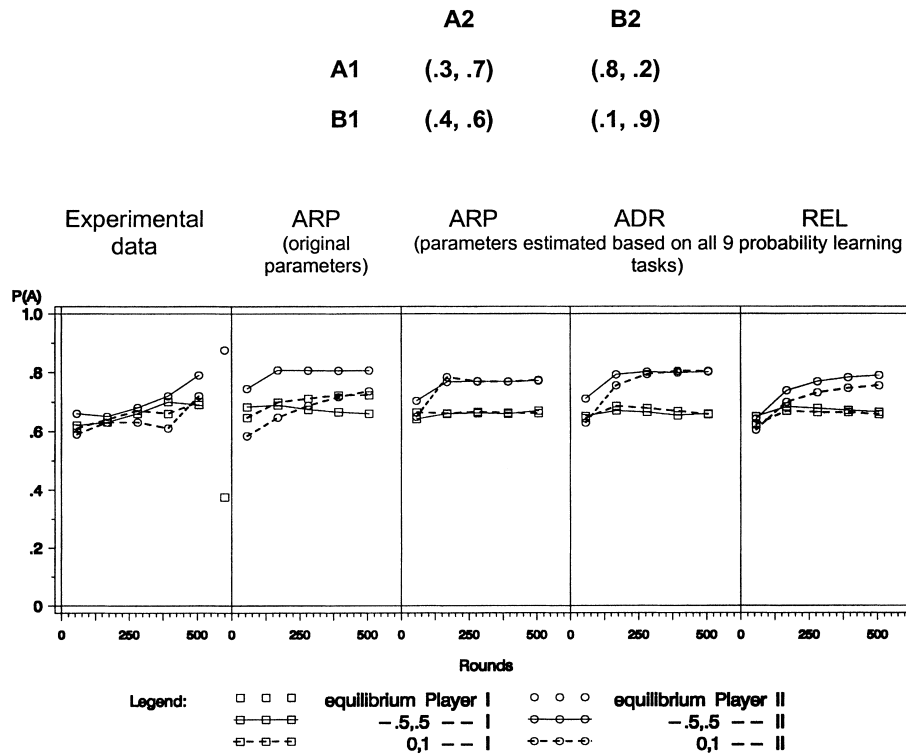 A2 B2
A1 (.3, .7) (.8, .2)
B1 (.4, .6) (.1, .9)
Experimental ARP ARP ADR REL
data (original (parameters estimated based on all 9 probability learning
parameters) tasks)
P(A)
1.0
.8
.6
.4
.2
0
0 250 500 0 250 500 0 250 500 0 250 500 0 250 500
Rounds
Legend: equilibrium Player I equilibrium Player II
–.5,.5 – – I –.5,.5 – – II
0,1 – – I 0,1 – – II